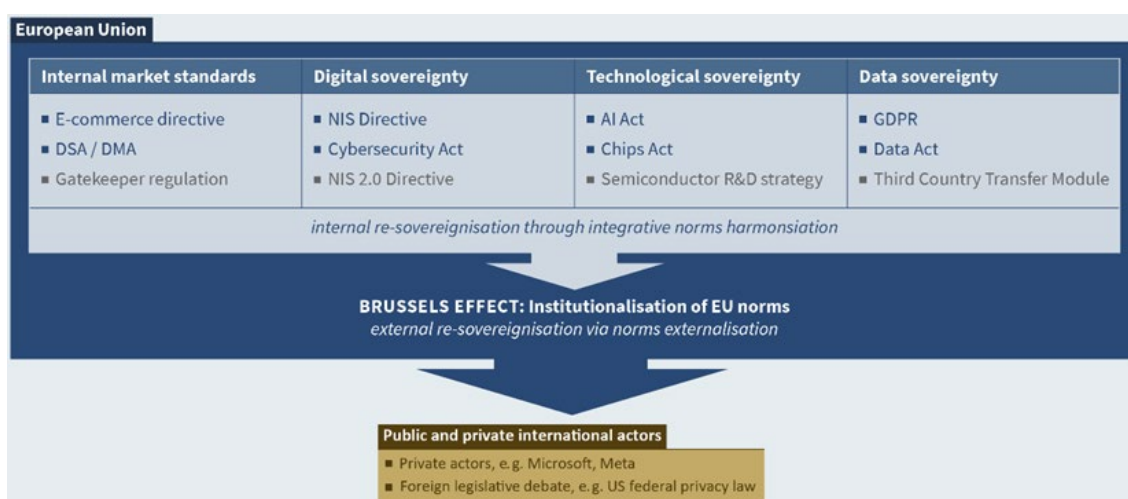 European Union
Internal market standards
Digital sovereignty
Technological sovereignty
Data sovereignty
E-commerce directive
NIS Directive
AI Act
GDPR
DSA / DMA
Cybersecurity Act
Chips Act
Data Act
Gatekeeper regulation
NIS 2.0 Directive
Semiconductor R&D strategy
Third Country Transfer Module
internal re-sovereignisation through integrative norms harmonsiation
BRUSSELS EFFECT: Institutionalisation of EU norms
external re-sovereignisation via norms externalisation
Public and private international actors
Private actors, e. g. Microsoft, Meta
Foreign legislative debate, e. g. US federal privacy law